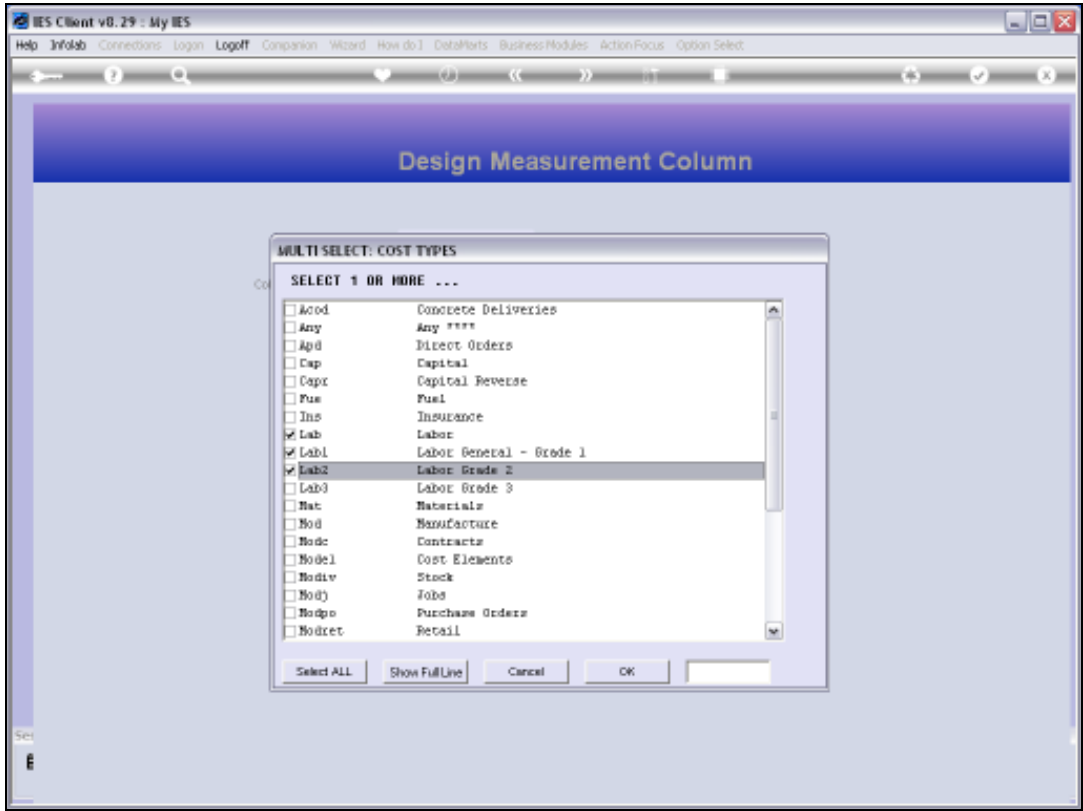 IES Client v8.29 : My IES
Help Infolab Connections Logon Logoff Companion Wizard How do I DataMarts Business Modules Action Focus Option Select
Design Measurement Column
MULTI SELECT: COST TYPES
Col
SELECT 1 OR MORE ...
Acod Concrete Deliveries
Any Any ****
Apd Direct Orders
Cap Capital
Capr Capital Reverse
Fue Fuel
Ins Insurance
Lab Labor
Lab1 Labor General - Grade 1
Lab2 Labor Grade 2
Lab3 Labor Grade 3
Mat Materials
Mod Manufacture
Modc Contracts
Model Cost Elements
Modiv Stock
Modj Jobs
Modpo Purchase Orders
Modret Retail
Select ALL Show Full Line Cancel OK